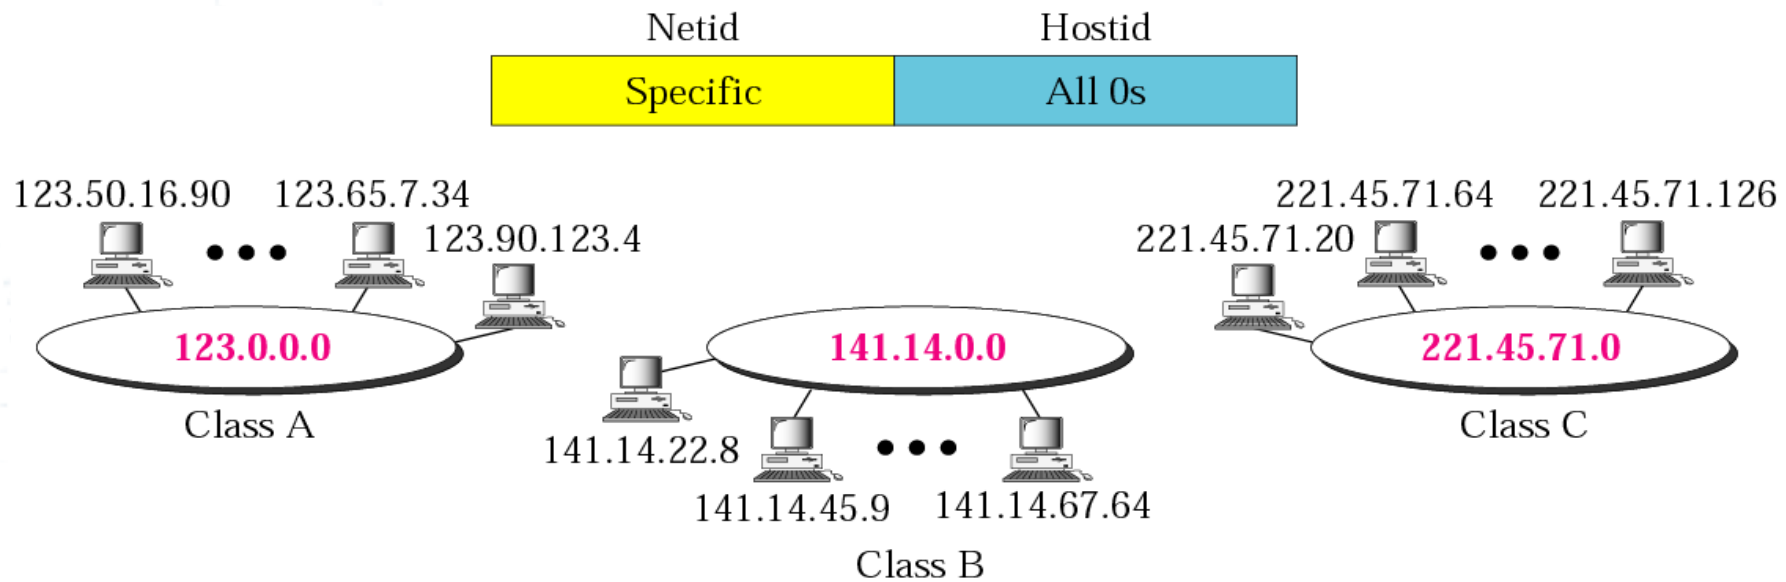 Netid Hostid
Specific All 0s
123.50.16.90 123.65.7.34
123.90.123.4
123.0.0.0
Class A
141.14.0.0
141.14.22.8
141.14.45.9 141.14.67.64
Class B
221.45.71.64 221.45.71.126
221.45.71.20
221.45.71.0
Class C